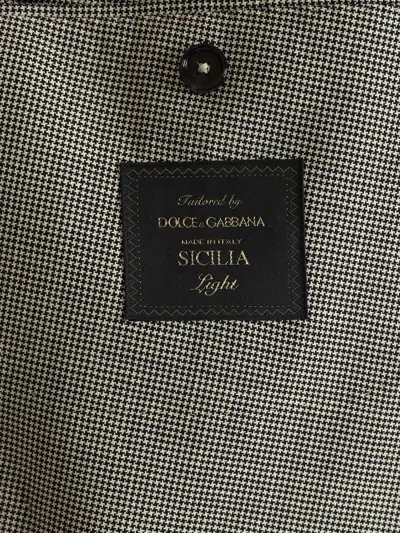 Tailored by
DOLCE & GABBANA
MADE IN ITALY
SICILIA
Light